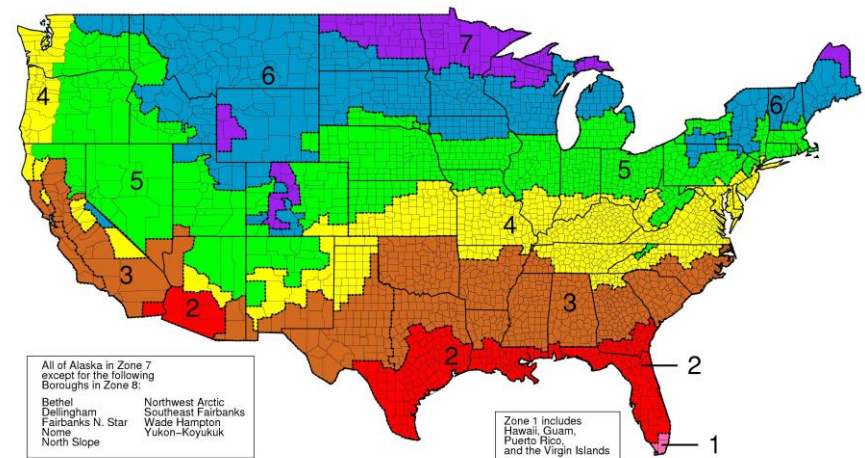 7
6
4
6
5
5
4
3
3
2
2
2
1
All of Alaska in Zone 7
except for the following
Boroughs in Zone 8:
Bethel Northwest Arctic
Dellingham Southeast Fairbanks
Fairbanks N. Star Wade Hampton
Nome Yukon-Koyukuk
North Slope
Zone 1 includes
Hawaii, Guam,
Puerto Rico,
and the Virgin Islands